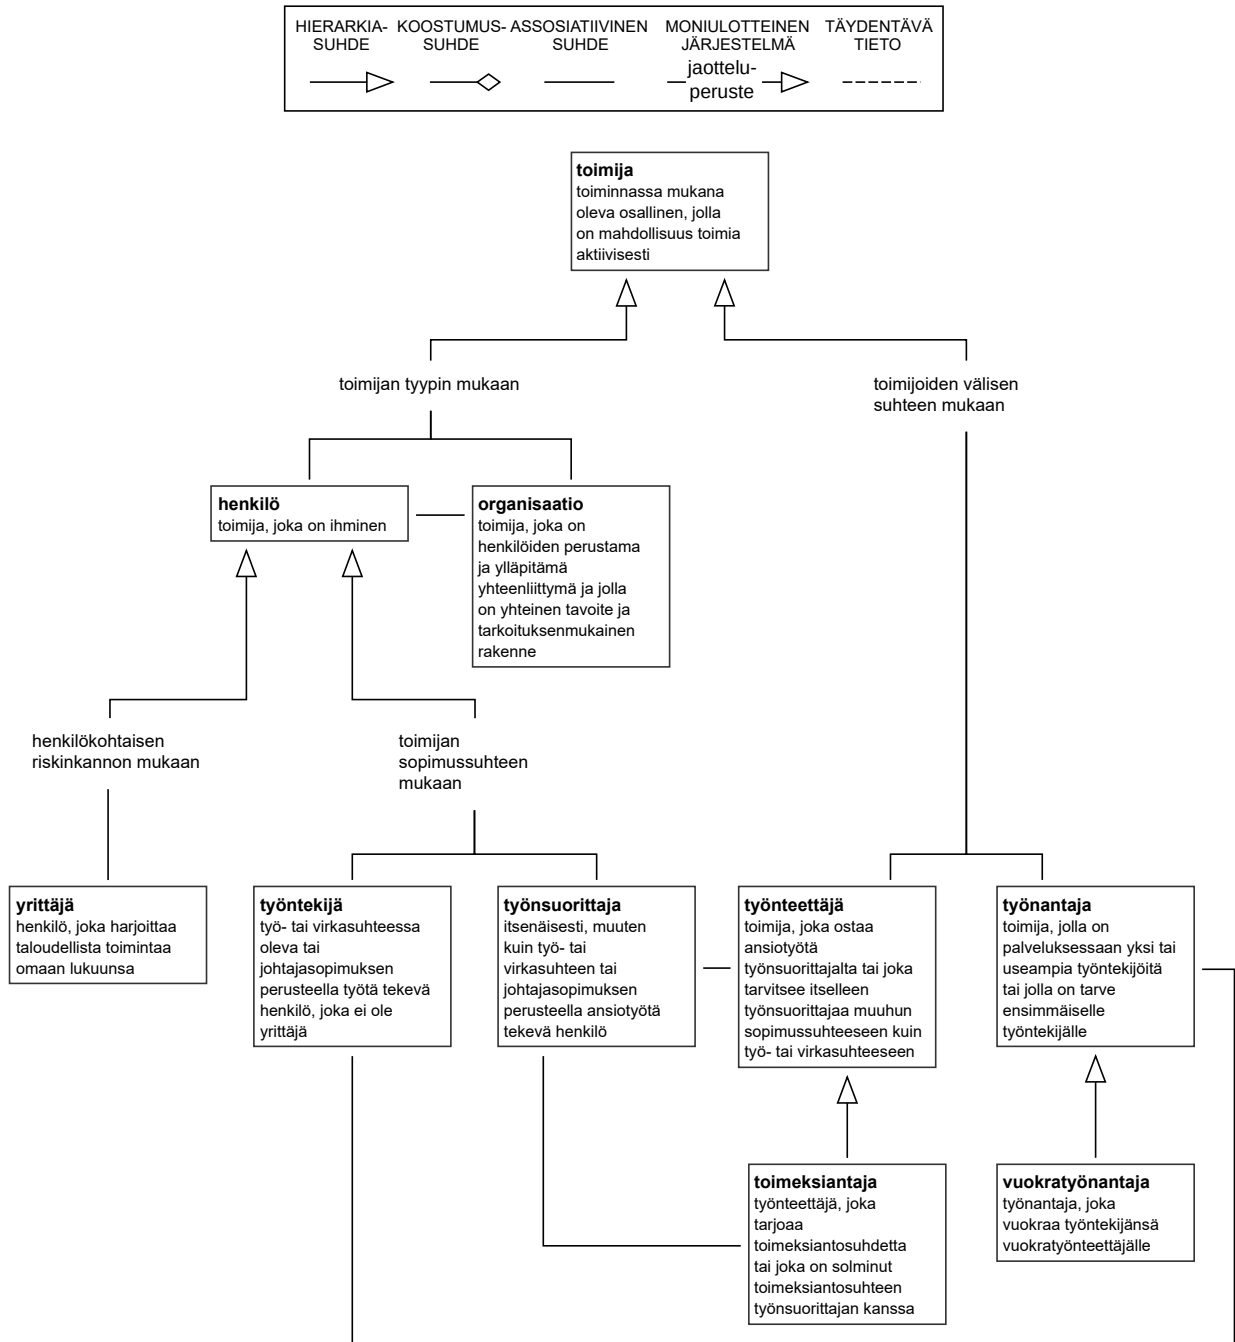 HIERARKIA-
SUHDE
KOOSTUMUS-
SUHDE
ASSOSIATIIVINEN
SUHDE
MONIULOTTEINEN
JÄRJESTELMÄ
jaottelu-
peruste
TÄYDENTÄVÄ
TIETO
toimija
toiminnassa mukana
oleva osallinen, jolla
on mahdollisuus toimia
aktiivisesti
toimijan tyypin mukaan
toimijoiden välisen
suhteen mukaan
henkilö
toimija, joka on ihminen
organisaatio
toimija, joka on
henkilöiden perustama
ja ylläpitämä
yhteenliittymä ja jolla
on yhteinen tavoite ja
tarkoituksenmukainen
rakenne
henkilökohtaisen
riskinkannon mukaan
toimijan
sopimussuhteen
mukaan
yrittäjä
henkilö, joka harjoittaa
taloudellista toimintaa
omaan lukuunsa
työntekijä
työ- tai virkasuhteessa
oleva tai
johtajasopimuksen
perusteella työtä tekevä
henkilö, joka ei ole
yrittäjä
työnsuorittaja
itsenäisesti, muuten
kuin työ- tai
virkasuhteen tai
johtajasopimuksen
perusteella ansiotyötä
tekevä henkilö
työnteettäjä
toimija, joka ostaa
ansiotyötä
työnsuorittajalta tai joka
tarvitsee itselleen
työnsuorittajaa muuhun
sopimussuhteeseen kuin
työ- tai virkasuhteeseen
työnantaja
toimija, jolla on
palveluksessaan yksi tai
useampia työntekijöitä
tai jolla on tarve
ensimmäiselle
työntekijälle
toimeksiantaja
työnteettäjä, joka
tarjoaa
toimeksiantosuhdetta
tai joka on solminut
toimeksiantosuhteen
työnsuorittajan kanssa
vuokratyönantaja
työnantaja, joka
vuokraa työntekijänsä
vuokratyönteettäjälle